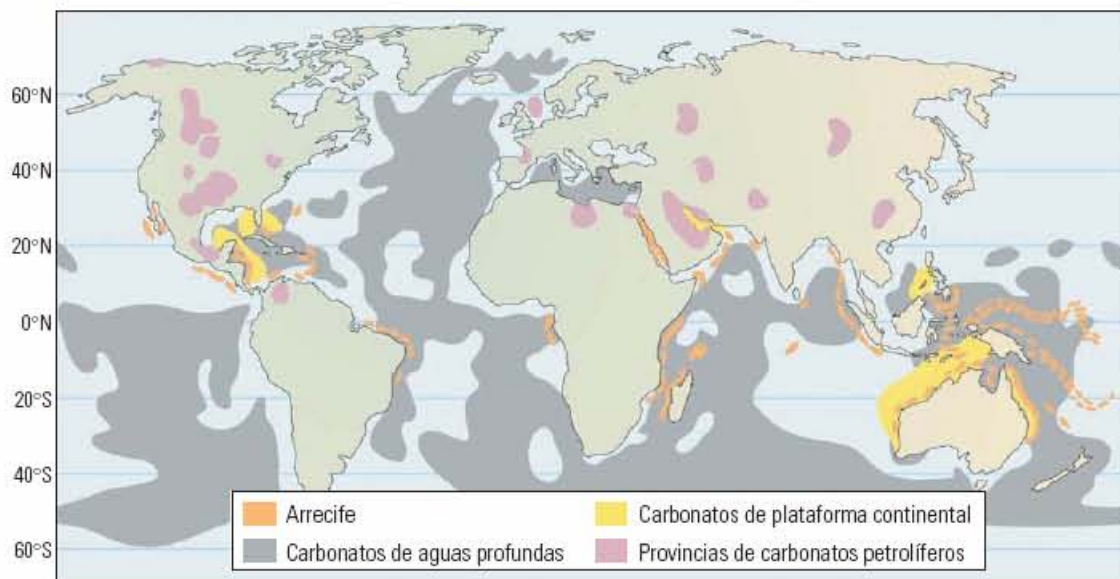 60°N
40°N
20°N
0°N
20°S
40°S
60°S
Arrecife
Carbonatos de plataforma continental
Carbonatos de aguas profundas
Provincias de carbonatos petrolíferos